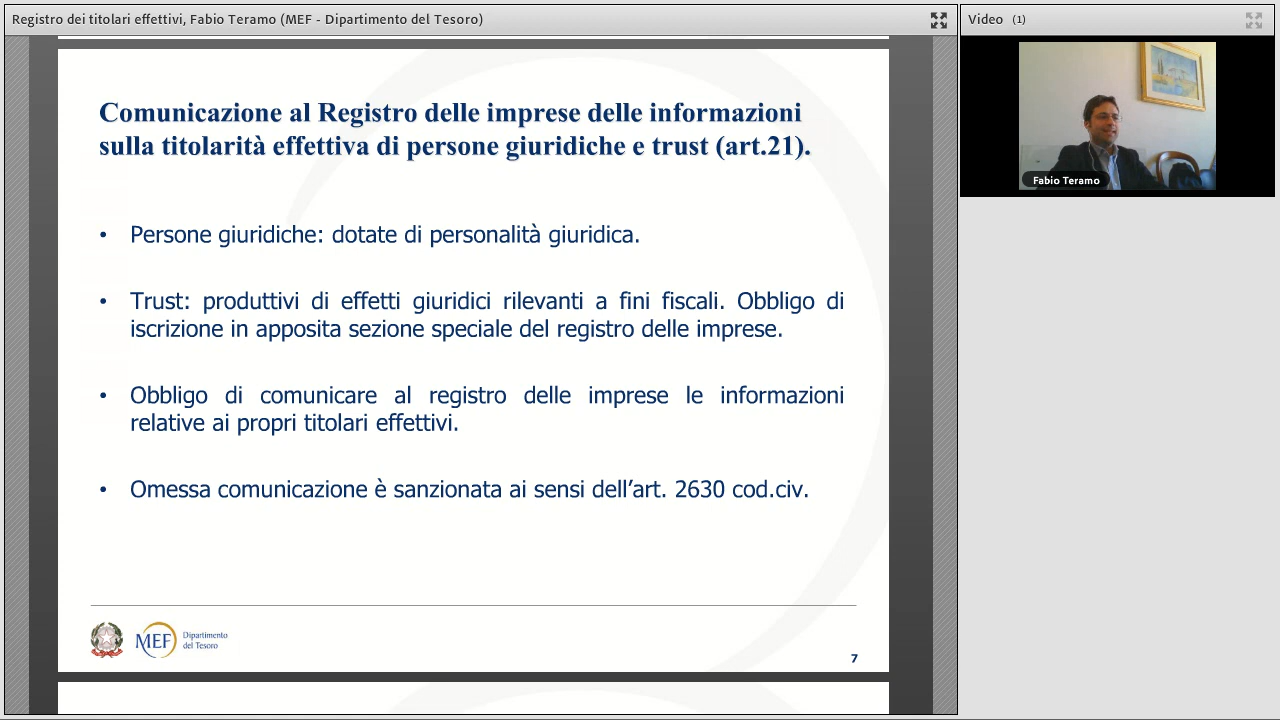 Registro dei titolari effettivi, Fabio Teramo (MEF - Dipartimento del Tesoro)
Video (1)
Fabio Teramo
Comunicazione al Registro delle imprese delle informazioni
sulla titolarità effettiva di persone giuridiche e trust (art.21).
• Persone giuridiche: dotate di personalità giuridica.
• Trust: produttivi di effetti giuridici rilevanti a fini fiscali. Obbligo di
iscrizione in apposita sezione speciale del registro delle imprese.
• Obbligo di comunicare al registro delle imprese le informazioni
relative ai propri titolari effettivi.
• Omessa comunicazione è sanzionata ai sensi dell’art. 2630 cod.civ.
MEF
Dipartimento
del Tesoro
7